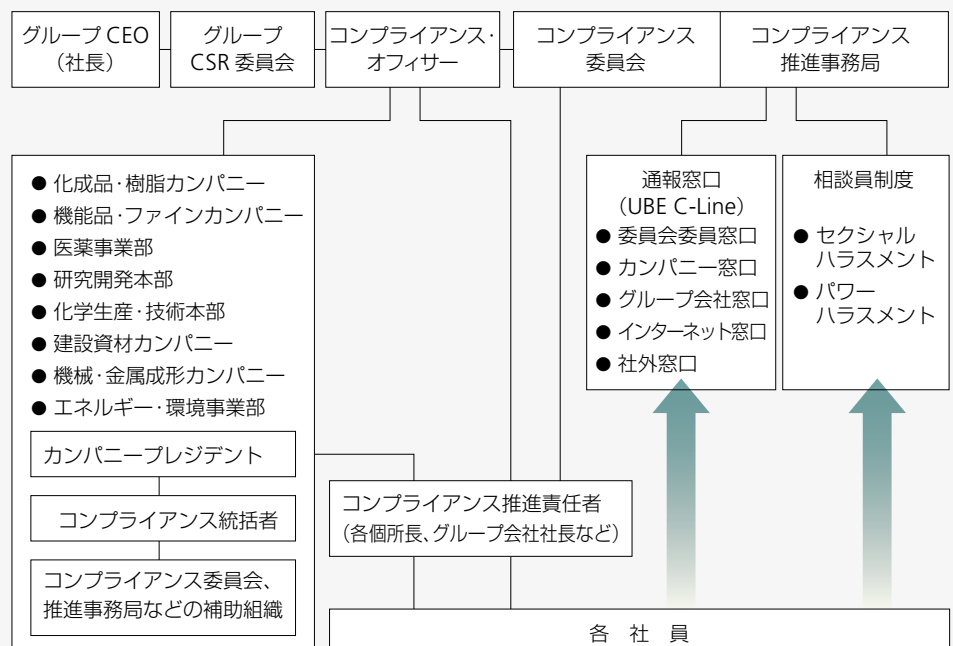 グループ CEO
（社長）
グループ
CSR 委員会
コンプライアンス・
オフィサー
コンプライアンス
委員会
コンプライアンス
推進事務局
● 化成品・樹脂カンパニー
● 機能品・ファインカンパニー
● 医薬事業部
● 研究開発本部
● 化学生産・技術本部
● 建設資材カンパニー
● 機械・金属成形カンパニー
● エネルギー・環境事業部
カンパニープレジデント
コンプライアンス統括者
コンプライアンス委員会、
推進事務局などの補助組織
通報窓口
（UBE C-Line）
● 委員会委員窓口
● カンパニー窓口
● グループ会社窓口
● インターネット窓口
● 社外窓口
相談員制度
● セクシャル
ハラスメント
● パワー
ハラスメント
コンプライアンス推進責任者
（各個所長、グループ会社社長など）
各 社 員